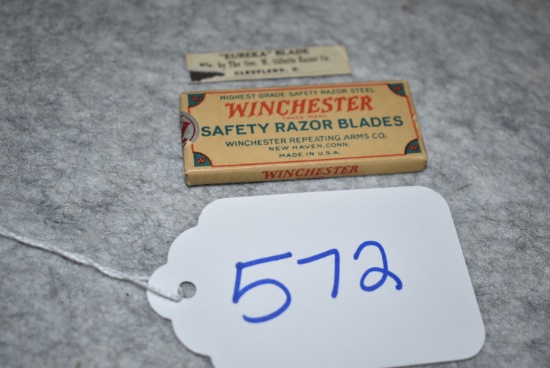 "EUREKA" BLADE
Mfg. by The Geo. H. Gillette Razor Co.
CLEVELAND, O.
HIGHEST GRADE SAFETY RAZOR STEEL
WINCHESTER
TRADE MARK
SAFETY RAZOR BLADES
WINCHESTER REPEATING ARMS CO.
NEW HAVEN, CONN.
MADE IN U.S.A.
WINCHESTER
572